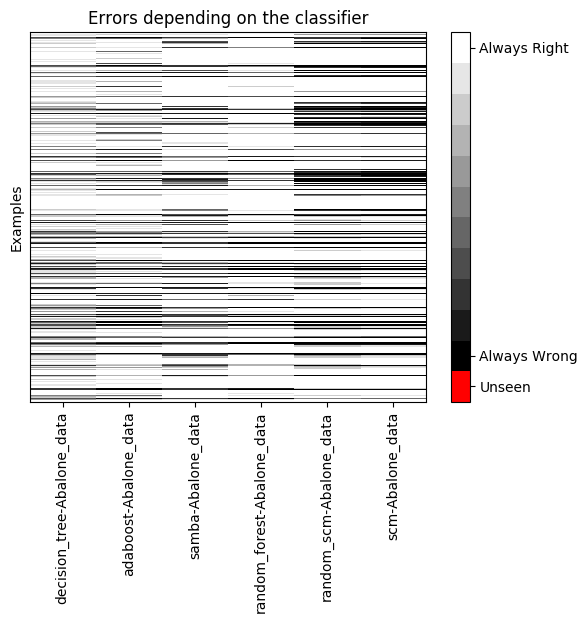 Errors depending on the classifier
Examples
Always Right
Always Wrong
Unseen
decision_tree-Abalone_data
adaboost-Abalone_data
samba-Abalone_data
random_forest-Abalone_data
random_scm-Abalone_data
scm-Abalone_data